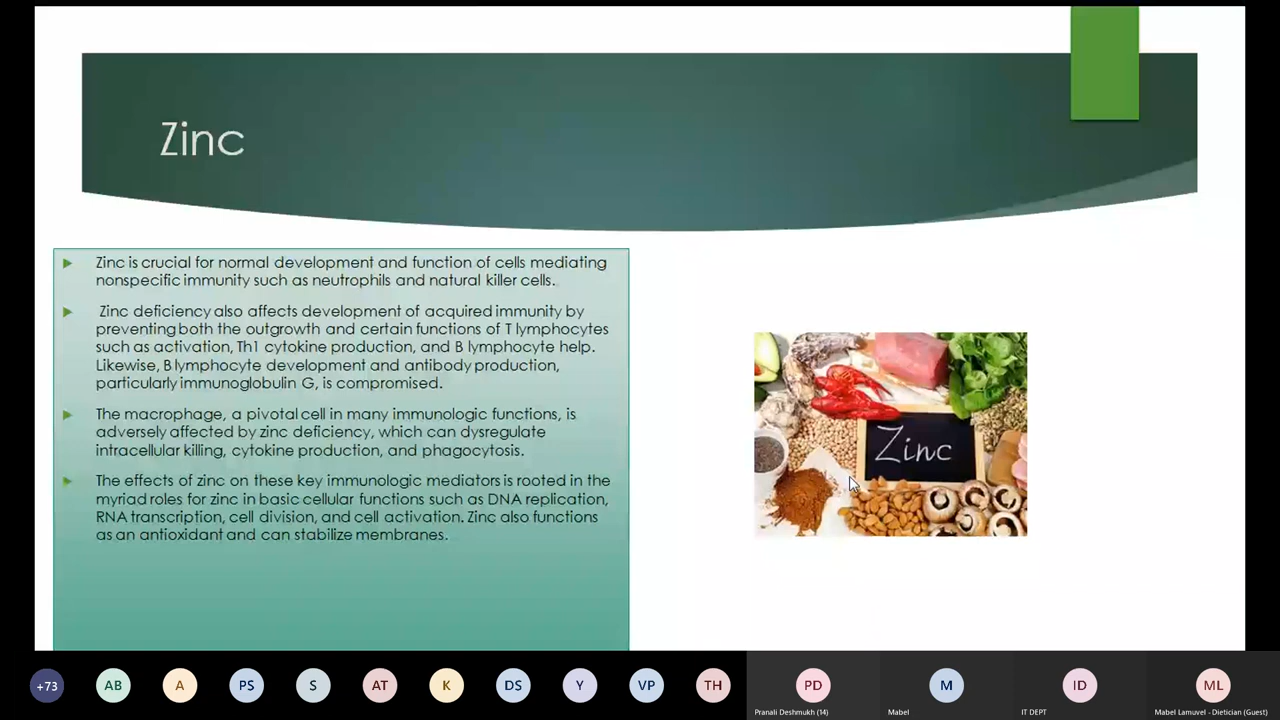 Zinc
Zinc is crucial for normal development and function of cells mediating
nonspecific immunity such as neutrophils and natural killer cells.
Zinc deficiency also affects development of acquired immunity by
preventing both the outgrowth and certain functions of T lymphocytes
such as activation, Th1 cytokine production, and B lymphocyte help.
Likewise, B lymphocyte development and antibody production,
particularly immunoglobulin G, is compromised.
The macrophage, a pivotal cell in many immunologic functions, is
adversely affected by zinc deficiency, which can dysregulate
intracellular killing, cytokine production, and phagocytosis.
The effects of zinc on these key immunologic mediators is rooted in the
myriad roles for zinc in basic cellular functions such as DNA replication,
RNA transcription, cell division, and cell activation. Zinc also functions
as an antioxidant and can stabilize membranes.
Zinc
+73 AB A PS S AT K DS Y VP TH PD M ID ML
Pranali Deshmukh (14) Mabel IT DEPT Mabel Lamuvel - Dietician (Guest)